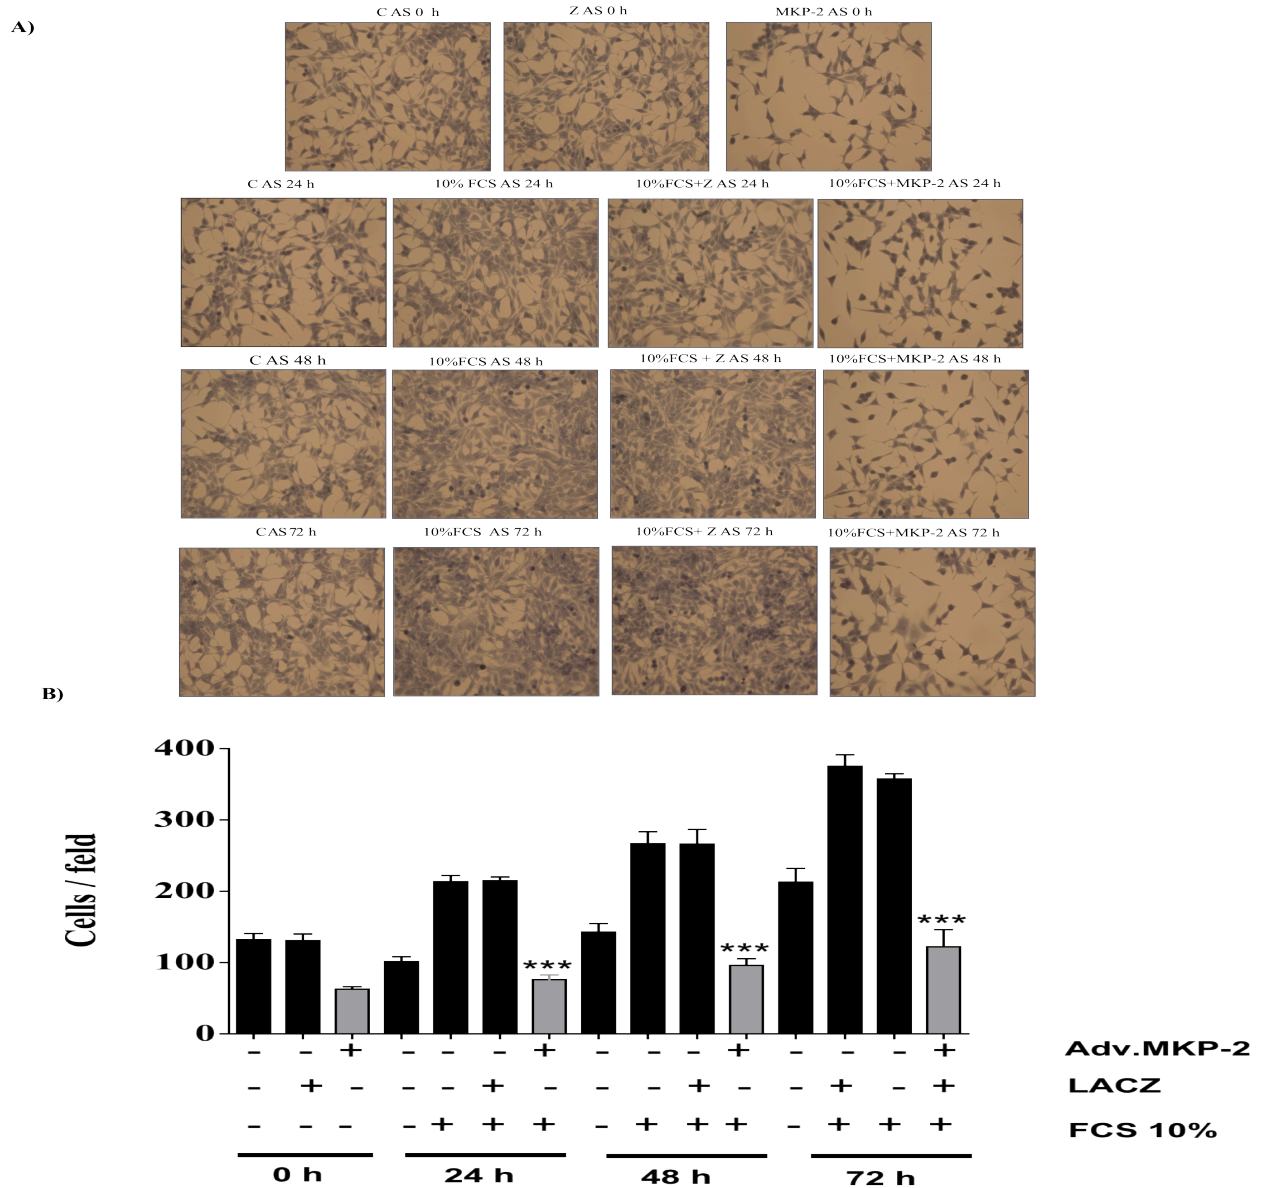 A)
C AS 0 h
Z AS 0 h
MKP-2 AS 0 h
C AS 24 h
10% FCS AS 24 h
10%FCS+Z AS 24 h
10%FCS+MKP-2 AS 24 h
C AS 48 h
10%FCS AS 48 h
10%FCS + Z AS 48 h
10%FCS+MKP-2 AS 48 h
CAS72 h
10%FCS AS 72 h
10%FCS+ Z AS 72 h
10%FCS+MKP-2 AS 72 h
B)
Cells / feld
400
300
200
100
0
***
***
***
- - + - - - + - - - + - - - + Adv.MKP-2
- + - - - + - - - + - - + - + LACZ
- - - - + + + - + + + - + + + FCS 10%
0 h
24 h
48 h
72 h